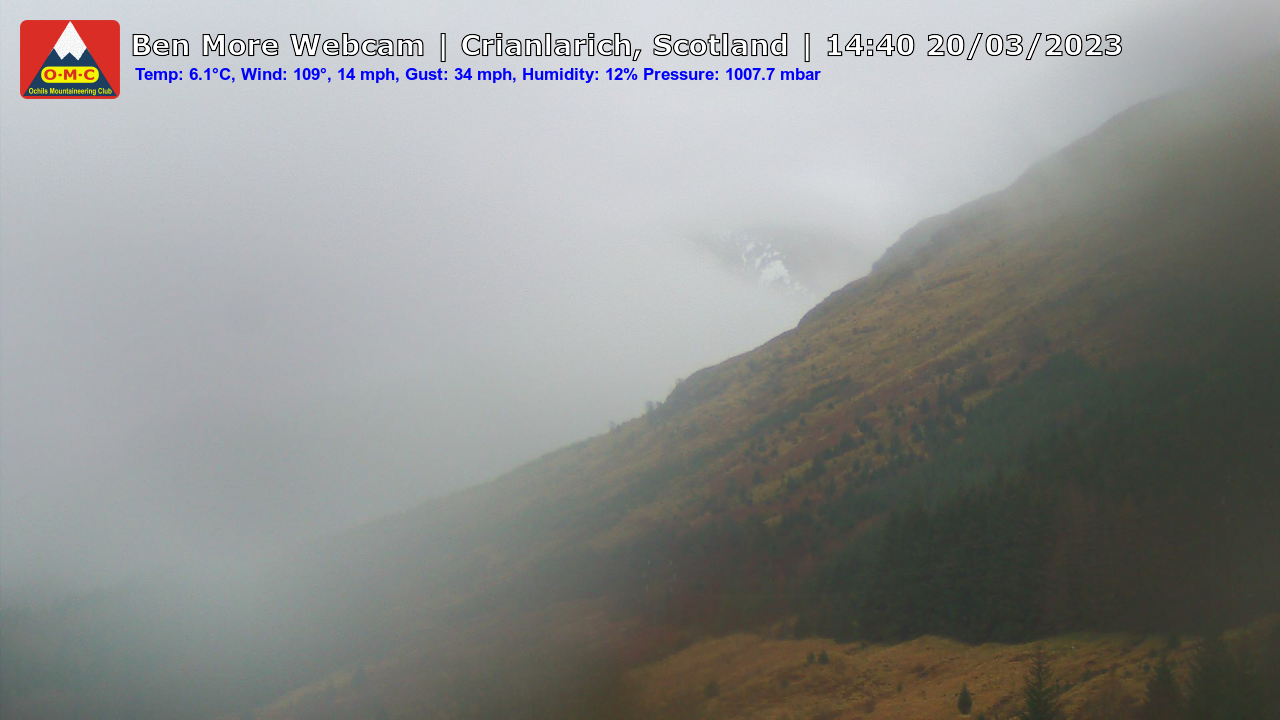 Ben More Webcam | Crianlarich, Scotland | 14:40 20/03/2023
Temp: 6.1°C, Wind: 109°, 14 mph, Gust: 34 mph, Humidity: 12% Pressure: 1007.7 mbar
O·M·C
Ochils Mountaineering Club